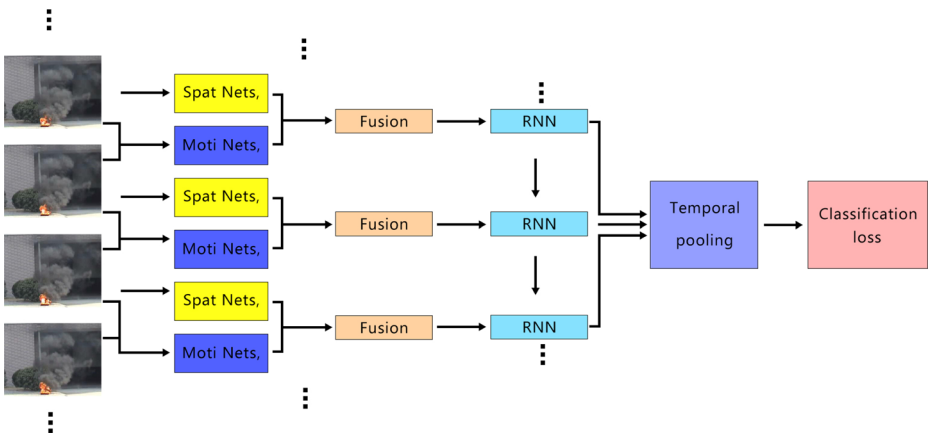 Spat Nets,
Moti Nets,
Fusion
RNN
Spat Nets,
Moti Nets,
Fusion
RNN
Temporal
pooling
Classification
loss
Spat Nets,
Moti Nets,
Fusion
RNN